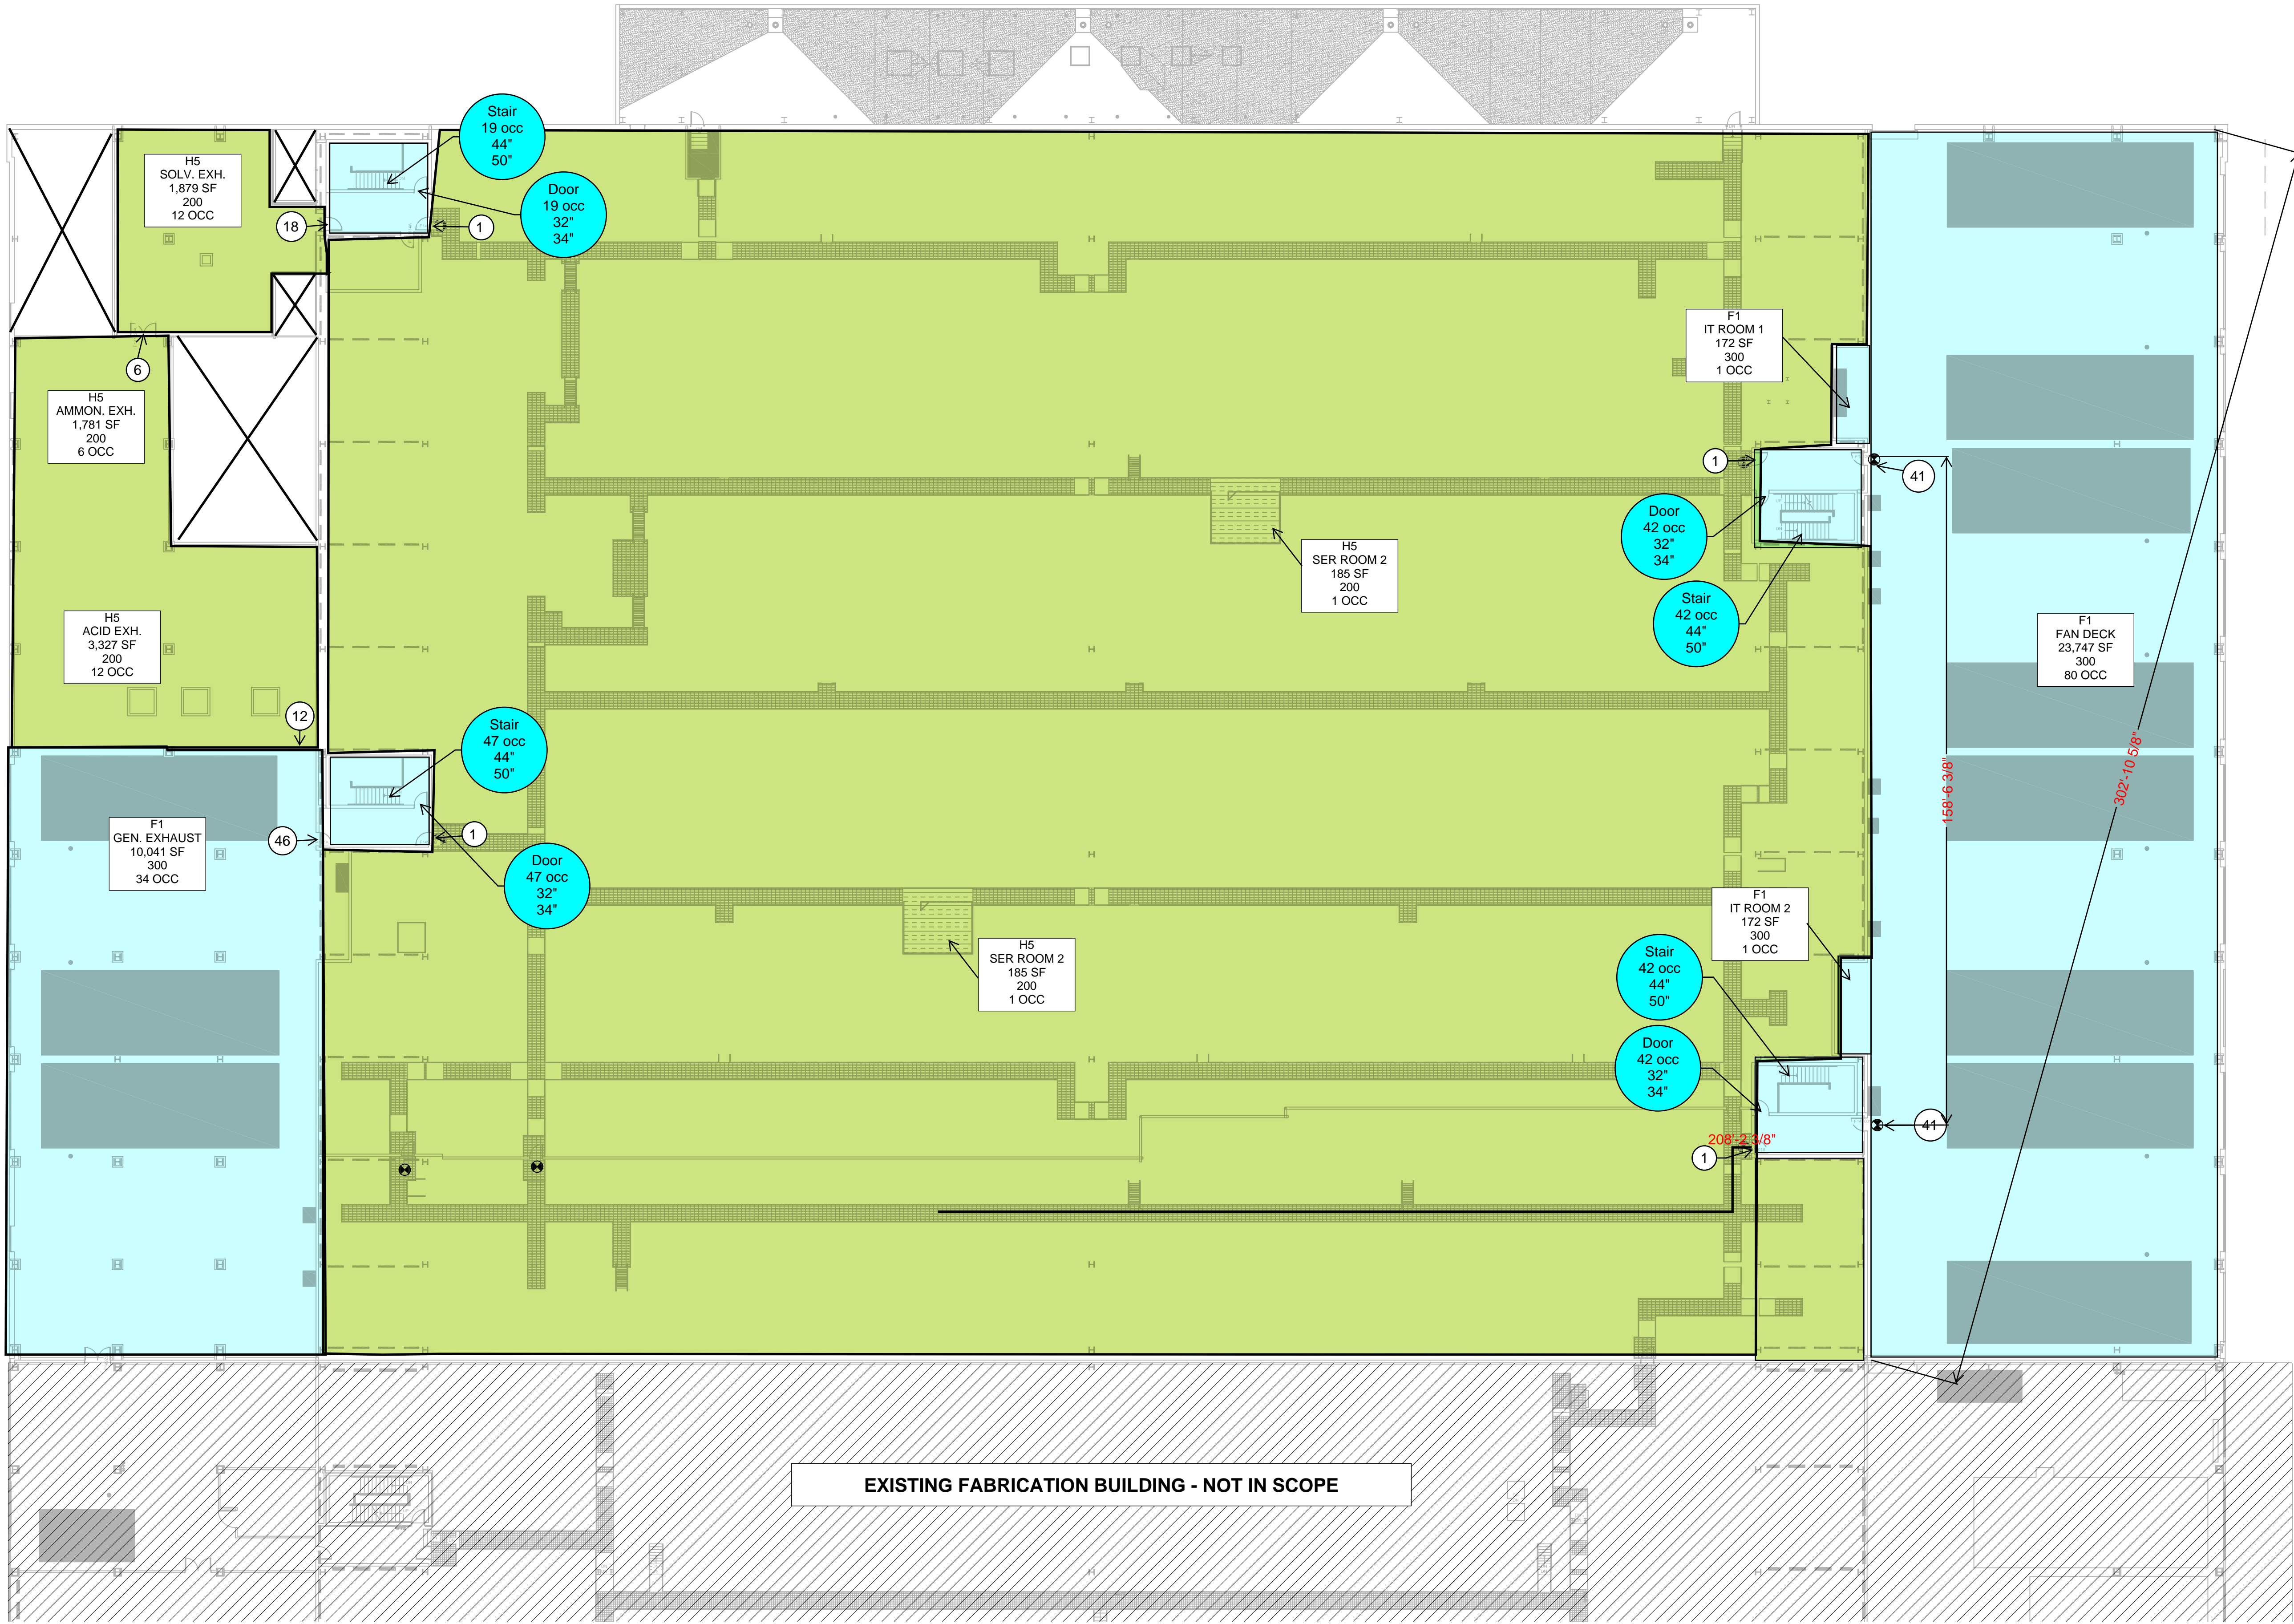 Stair
19 occ
44"
50"
Door
19 occ
32"
34"
H5
SOLV. EXH.
1,879 SF
200
12 OCC
18
1
6
H5
AMMON. EXH.
1,781 SF
200
6 OCC
F1
IT ROOM 1
172 SF
300
1 OCC
1
41
Door
42 occ
32"
34"
H5
SER ROOM 2
185 SF
200
1 OCC
Stair
42 occ
44"
50"
H5
ACID EXH.
3,327 SF
200
12 OCC
F1
FAN DECK
23,747 SF
300
80 OCC
12
Stair
47 occ
44"
50"
158'-6 3/8"
302'-10 5/8"
F1
GEN. EXHAUST
10,041 SF
300
34 OCC
46
1
Door
47 occ
32"
34"
F1
IT ROOM 2
172 SF
300
1 OCC
H5
SER ROOM 2
185 SF
200
1 OCC
Stair
42 occ
44"
50"
Door
42 occ
32"
34"
41
208'-2 3/8"
1
EXISTING FABRICATION BUILDING - NOT IN SCOPE